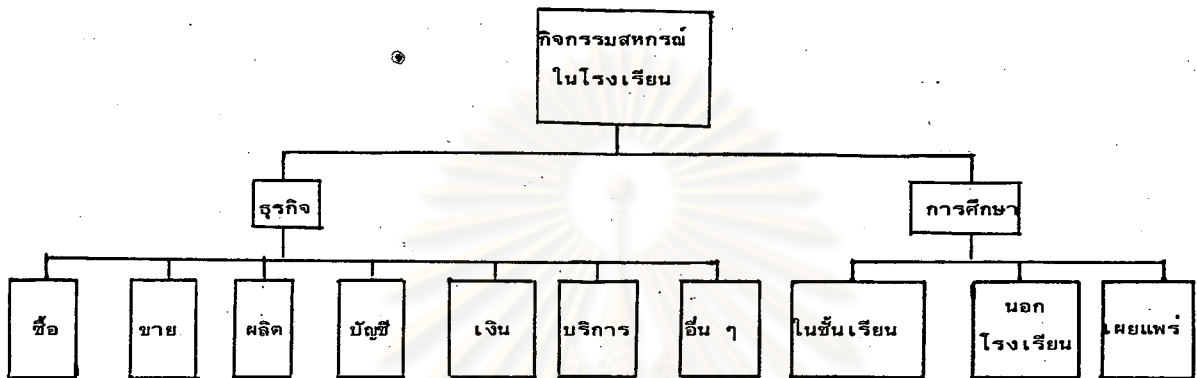 กิจกรรมสหกรณ์
ในโรงเรียน
ธุรกิจ
การศึกษา
ซื้อ
ขาย
ผลิต
บัญชี
เงิน
บริการ
อื่น ๆ
ในชั้นเรียน
นอก
โรงเรียน
เผยแพร่